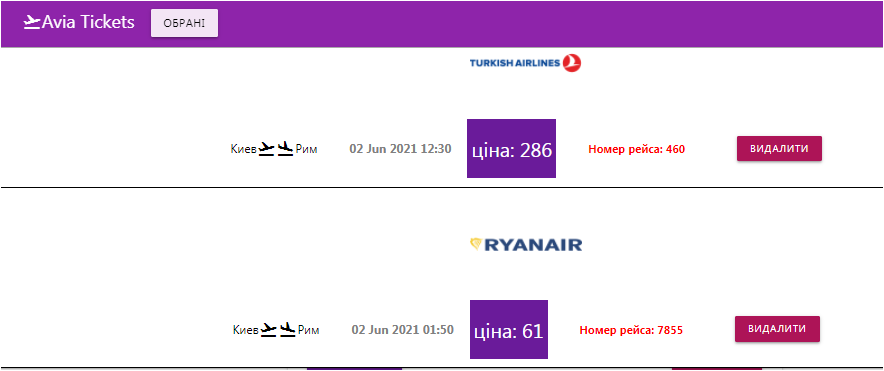 Avia Tickets ОБРАНІ
TURKISH AIRLINES
Киев Рим 02 Jun 2021 12:30 ціна: 286 Номер рейса: 460 ВИДАЛИТИ
RYANAIR
Киев Рим 02 Jun 2021 01:50 ціна: 61 Номер рейса: 7855 ВИДАЛИТИ